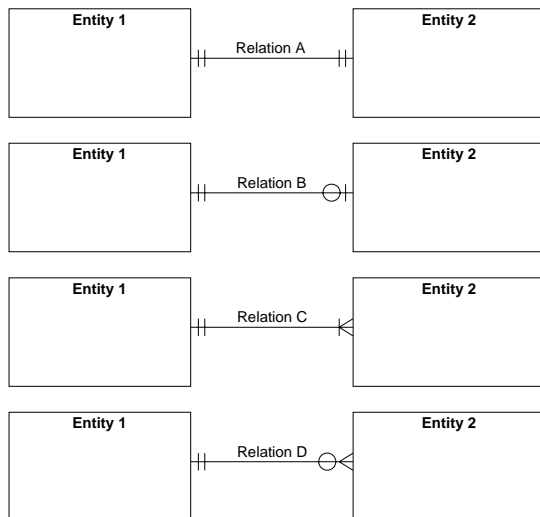 Entity 1
Relation A
Entity 2
Entity 1
Relation B
Entity 2
Entity 1
Relation C
Entity 2
Entity 1
Relation D
Entity 2